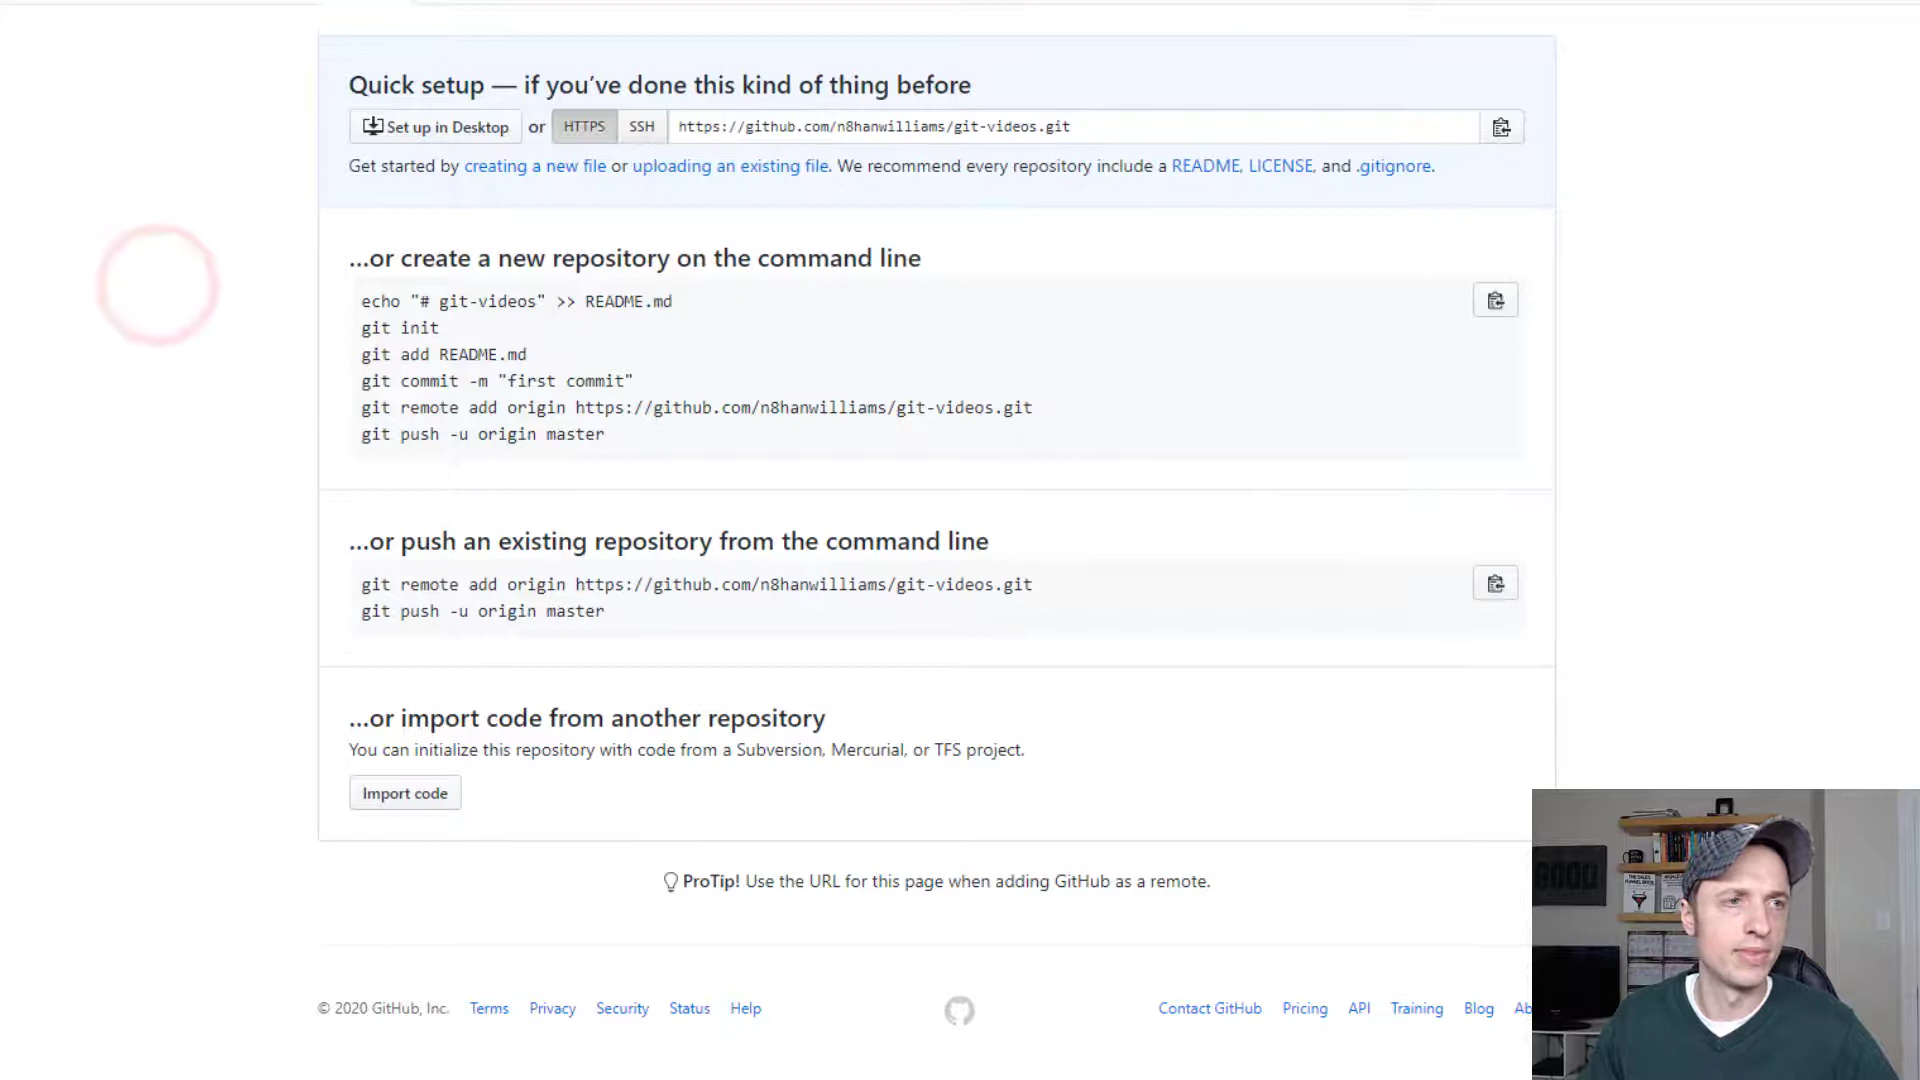 Quick setup — if you’ve done this kind of thing before
Set up in Desktop or HTTPS SSH https://github.com/n8hanwilliams/git-videos.git
Get started by creating a new file or uploading an existing file. We recommend every repository include a README, LICENSE, and .gitignore.
…or create a new repository on the command line
echo "# git-videos" >> README.md
git init
git add README.md
git commit -m "first commit"
git remote add origin https://github.com/n8hanwilliams/git-videos.git
git push -u origin master
…or push an existing repository from the command line
git remote add origin https://github.com/n8hanwilliams/git-videos.git
git push -u origin master
…or import code from another repository
You can initialize this repository with code from a Subversion, Mercurial, or TFS project.
Import code
ProTip! Use the URL for this page when adding GitHub as a remote.
© 2020 GitHub, Inc. Terms Privacy Security Status Help Contact GitHub Pricing API Training Blog Ab